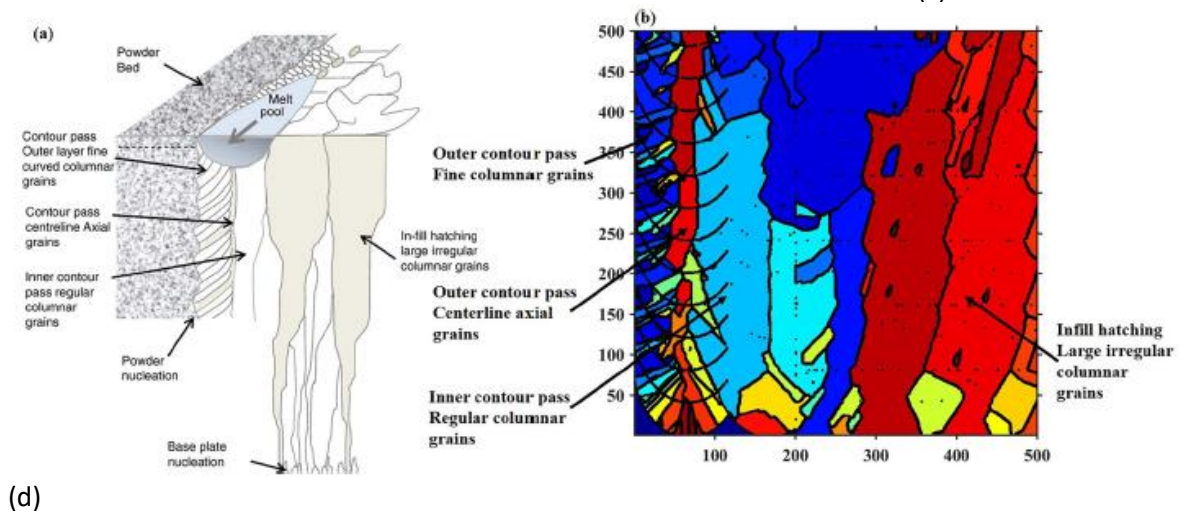 (a)
Powder
Bed
Melt
pool
Contour pass
Outer layer fine
curved columnar
grains
Contour pass
centreline Axial
grains
Inner contour
pass regular
columnar
grains
Powder
nucleation
In-fill hatching
large irregular
columnar grains
Base plate
nucleation
(b)
500
450
400
350
300
250
200
150
100
50
100 200 300 400 500
Outer contour pass
Fine columnar grains
Outer contour pass
Centerline axial
grains
Inner contour pass
Regular columnar
grains
Infill hatching
Large irregular
columnar
grains
(d)